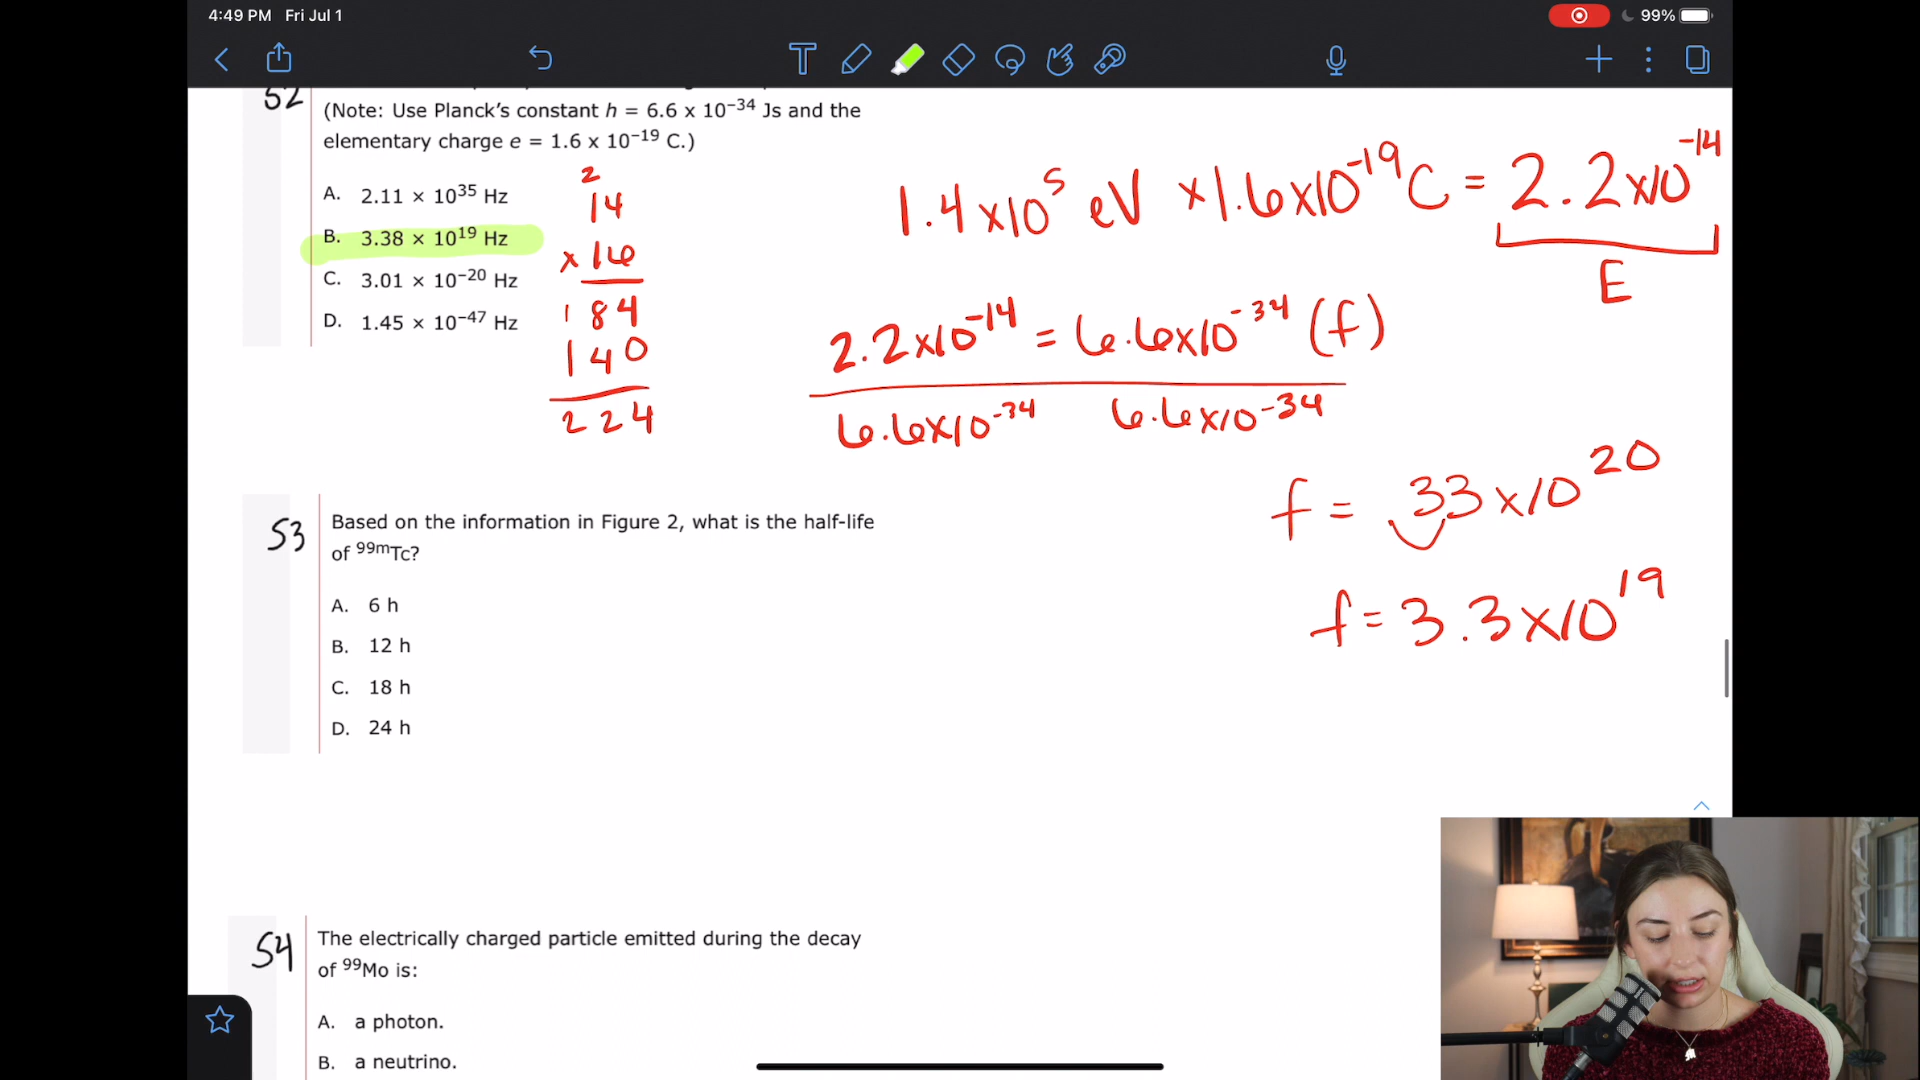 4:49 PM Fri Jul 1
99%
52
(Note: Use Planck's constant h = 6.6 x 10⁻³⁴ Js and the
elementary charge e = 1.6 x 10⁻¹⁹ C.)
A. 2.11 × 10³⁵ Hz
B. 3.38 × 10¹⁹ Hz
C. 3.01 × 10⁻²⁰ Hz
D. 1.45 × 10⁻⁴⁷ Hz
2
14
x 16
184
140
224
1.4x10⁵ eV x1.6x10⁻¹⁹C = 2.2x10⁻¹⁴
E
2.2x10⁻¹⁴ = 6.6x10⁻³⁴ (f)
6.6x10⁻³⁴ 6.6x10⁻³⁴
f = 33x10²⁰
f = 3.3x10¹⁹
53
Based on the information in Figure 2, what is the half-life
of ⁹⁹ᵐTc?
A. 6 h
B. 12 h
C. 18 h
D. 24 h
54
The electrically charged particle emitted during the decay
of ⁹⁹Mo is:
A. a photon.
B. a neutrino.